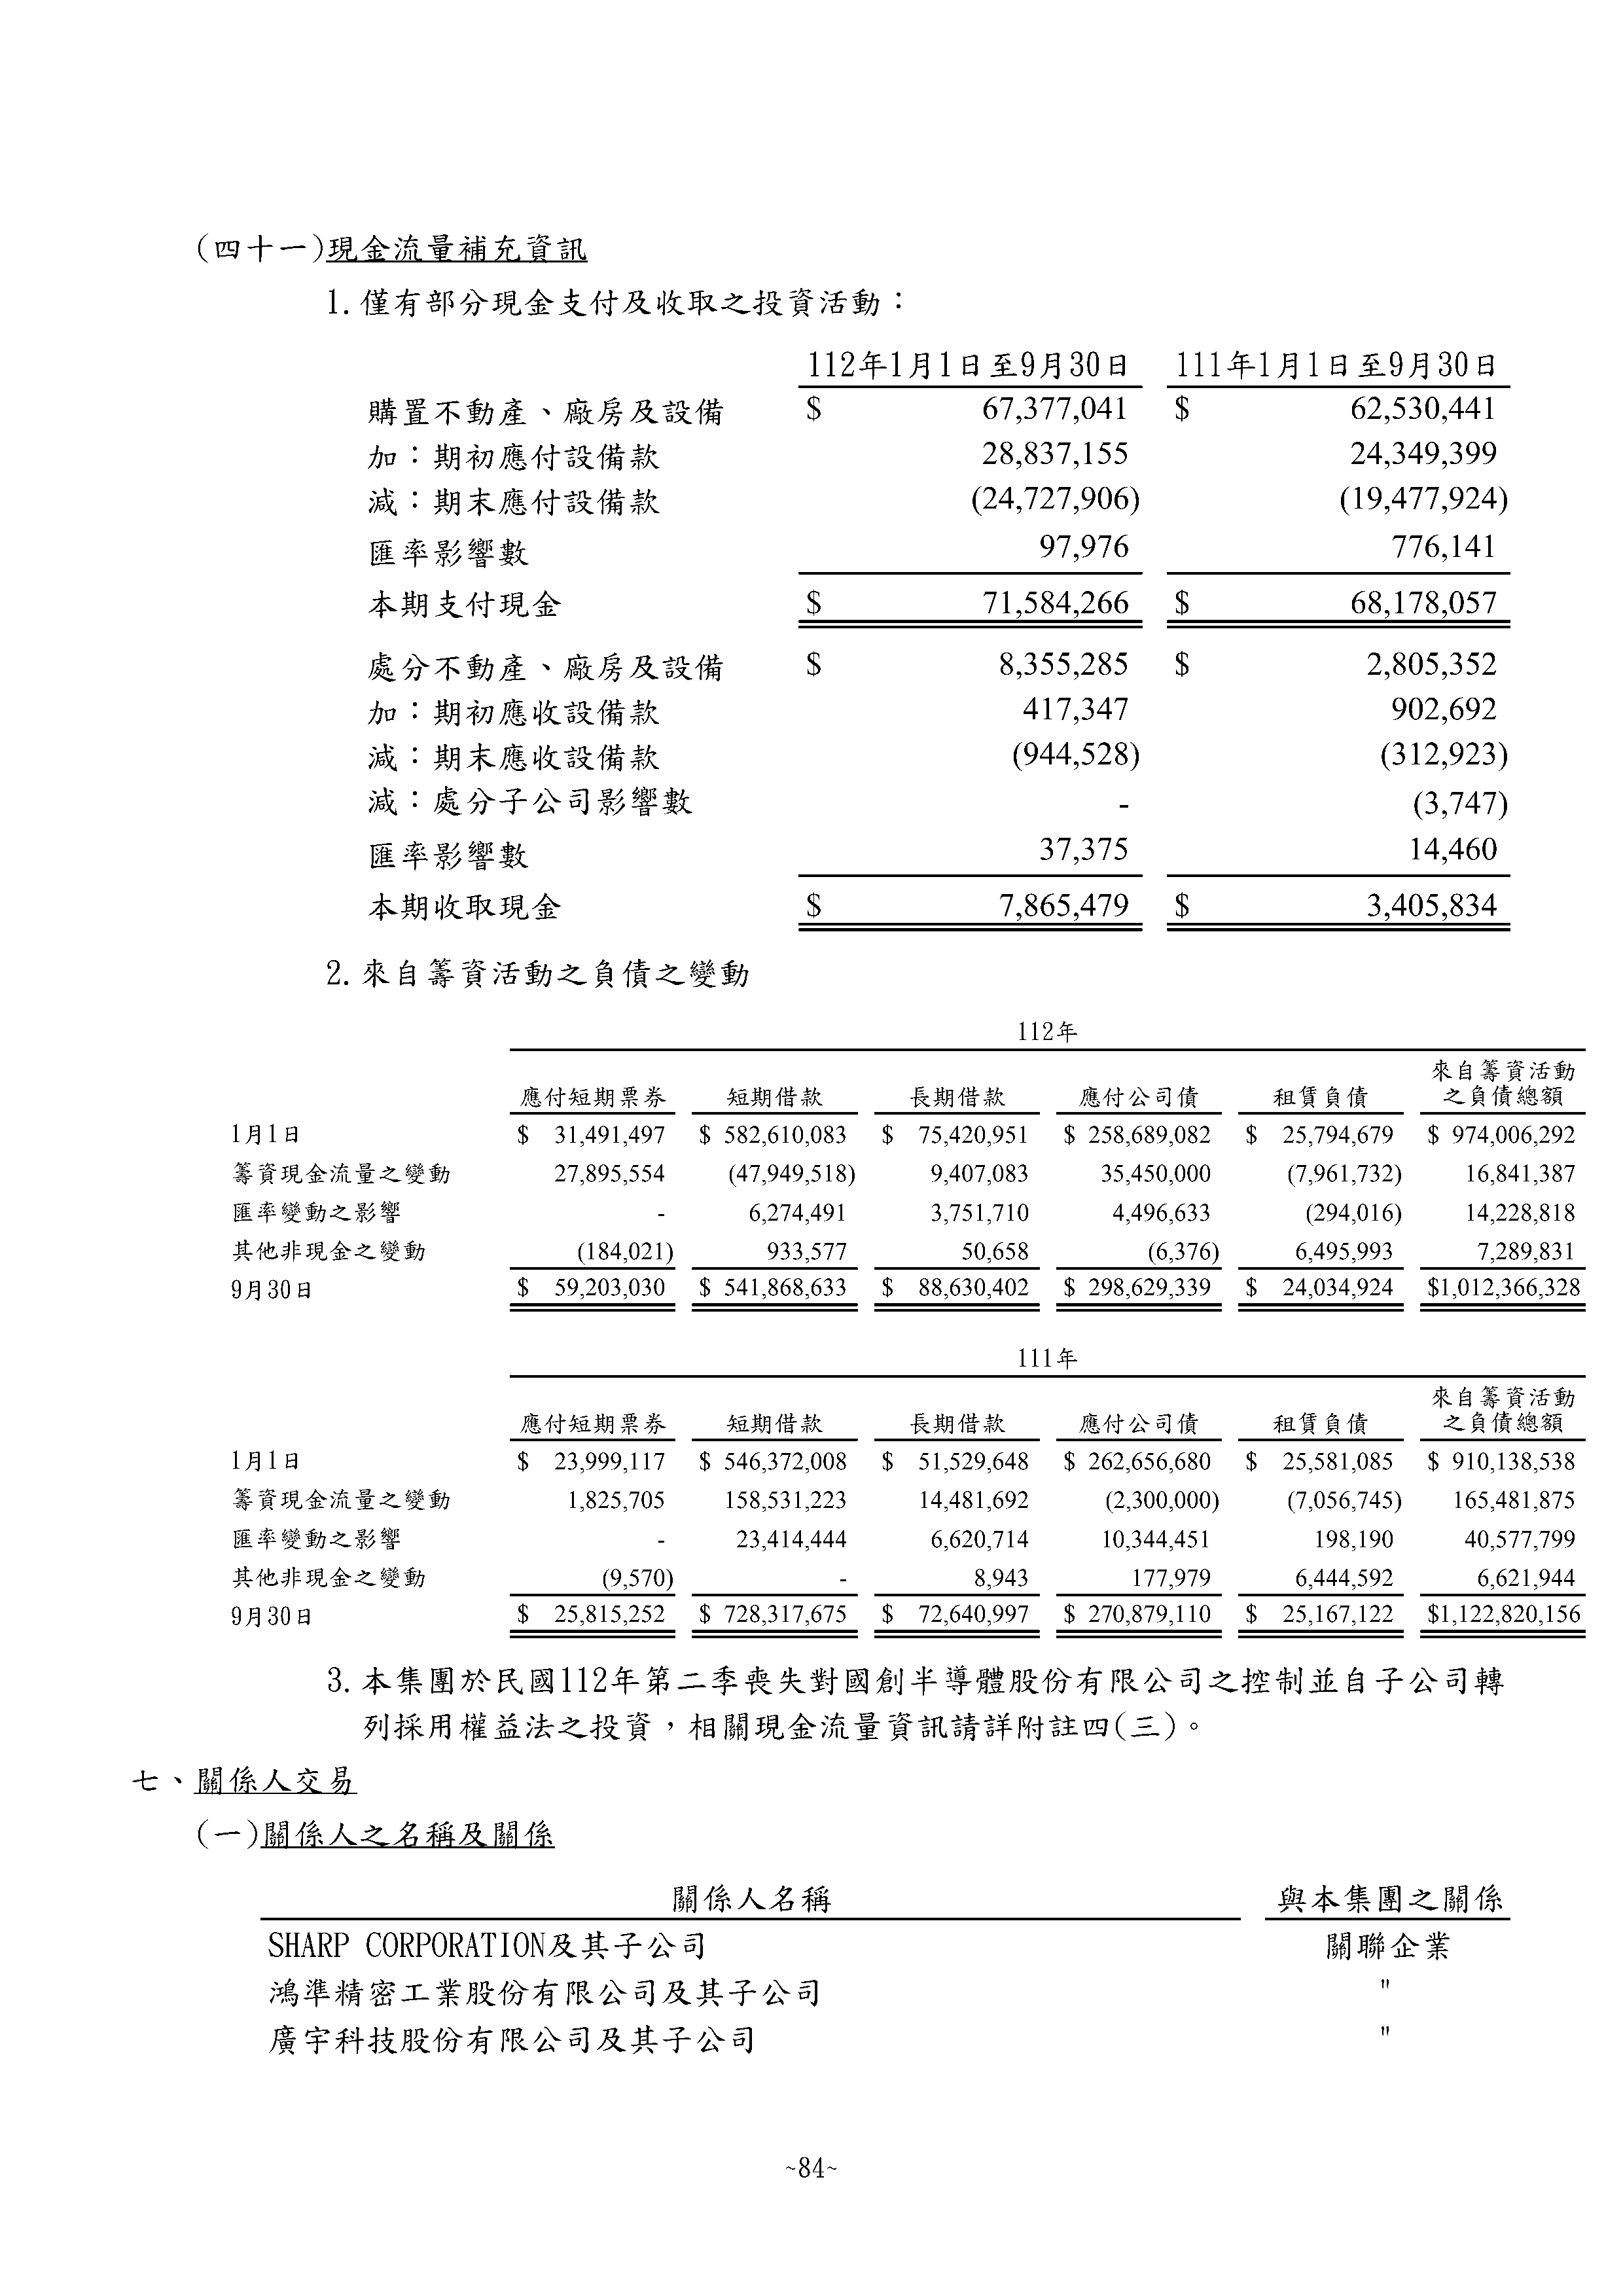 (四十一)現金流量補充資訊
1.僅有部分現金支付及收取之投資活動：
112年1月1日至9月30日 111年1月1日至9月30日
購置不動產、廠房及設備 $ 67,377,041 $ 62,530,441
加：期初應付設備款 28,837,155 24,349,399
減：期末應付設備款 (24,727,906) (19,477,924)
匯率影響數 97,976 776,141
本期支付現金 $ 71,584,266 $ 68,178,057
處分不動產、廠房及設備 $ 8,355,285 $ 2,805,352
加：期初應收設備款 417,347 902,692
減：期末應收設備款 (944,528) (312,923)
減：處分子公司影響數 - (3,747)
匯率影響數 37,375 14,460
本期收取現金 $ 7,865,479 $ 3,405,834
2.來自籌資活動之負債之變動
112年
來自籌資活動
應付短期票券 短期借款 長期借款 應付公司債 租賃負債 之負債總額
1月1日 $ 31,491,497 $ 582,610,083 $ 75,420,951 $ 258,689,082 $ 25,794,679 $ 974,006,292
籌資現金流量之變動 27,895,554 (47,949,518) 9,407,083 35,450,000 (7,961,732) 16,841,387
匯率變動之影響 - 6,274,491 3,751,710 4,496,633 (294,016) 14,228,818
其他非現金之變動 (184,021) 933,577 50,658 (6,376) 6,495,993 7,289,831
9月30日 $ 59,203,030 $ 541,868,633 $ 88,630,402 $ 298,629,339 $ 24,034,924 $1,012,366,328
111年
來自籌資活動
應付短期票券 短期借款 長期借款 應付公司債 租賃負債 之負債總額
1月1日 $ 23,999,117 $ 546,372,008 $ 51,529,648 $ 262,656,680 $ 25,581,085 $ 910,138,538
籌資現金流量之變動 1,825,705 158,531,223 14,481,692 (2,300,000) (7,056,745) 165,481,875
匯率變動之影響 - 23,414,444 6,620,714 10,344,451 198,190 40,577,799
其他非現金之變動 (9,570) - 8,943 177,979 6,444,592 6,621,944
9月30日 $ 25,815,252 $ 728,317,675 $ 72,640,997 $ 270,879,110 $ 25,167,122 $1,122,820,156
3.本集團於民國112年第二季喪失對國創半導體股份有限公司之控制並自子公司轉
列採用權益法之投資，相關現金流量資訊請詳附註四(三)。
七、關係人交易
(一)關係人之名稱及關係
關係人名稱 與本集團之關係
SHARP CORPORATION及其子公司 關聯企業
鴻準精密工業股份有限公司及其子公司 "
廣宇科技股份有限公司及其子公司 "
~84~